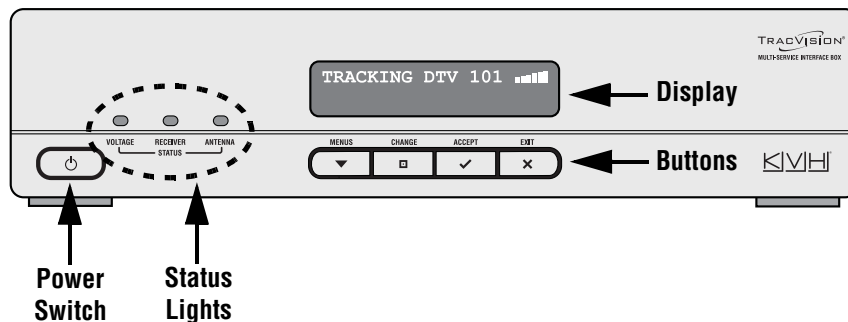 TRACVISION®
MULTI-SERVICE INTERFACE BOX
TRACKING DTV 101
Display
VOLTAGE RECEIVER ANTENNA
STATUS
MENUS CHANGE ACCEPT EXIT
Buttons
KVH
Power
Switch
Status
Lights